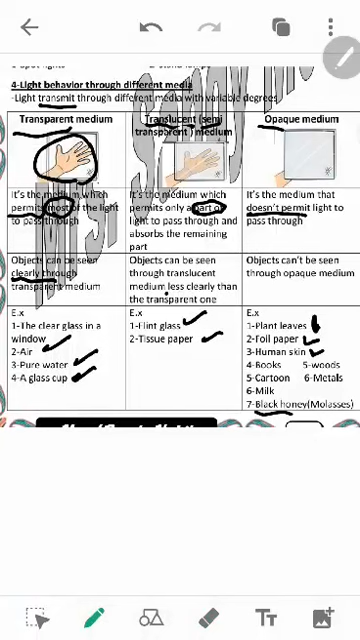 4-Light behavior through different media
-Light transmit through different media with variable degrees
Transparent medium
Translucent (semi
transparent) medium
Opaque medium
It's the medium which
permits most of the light
to pass through
It's the medium which
permits only a part of
light to pass through and
absorbs the remaining
part
It's the medium that
doesn't permit light to
pass through
Objects can be seen
clearly through
transparent medium
Objects can be seen
through translucent
medium less clearly than
the transparent one
Objects can't be seen
through opaque medium
E.x
1-The clear glass in a
window
2-Air
3-Pure water
4-A glass cup
E.x
1-Flint glass
2-Tissue paper
E.x
1-Plant leaves
2-Foil paper
3-Human skin
4-Books 5-woods
5-Cartoon 6-Metals
6-Milk
7-Black honey(Molasses)